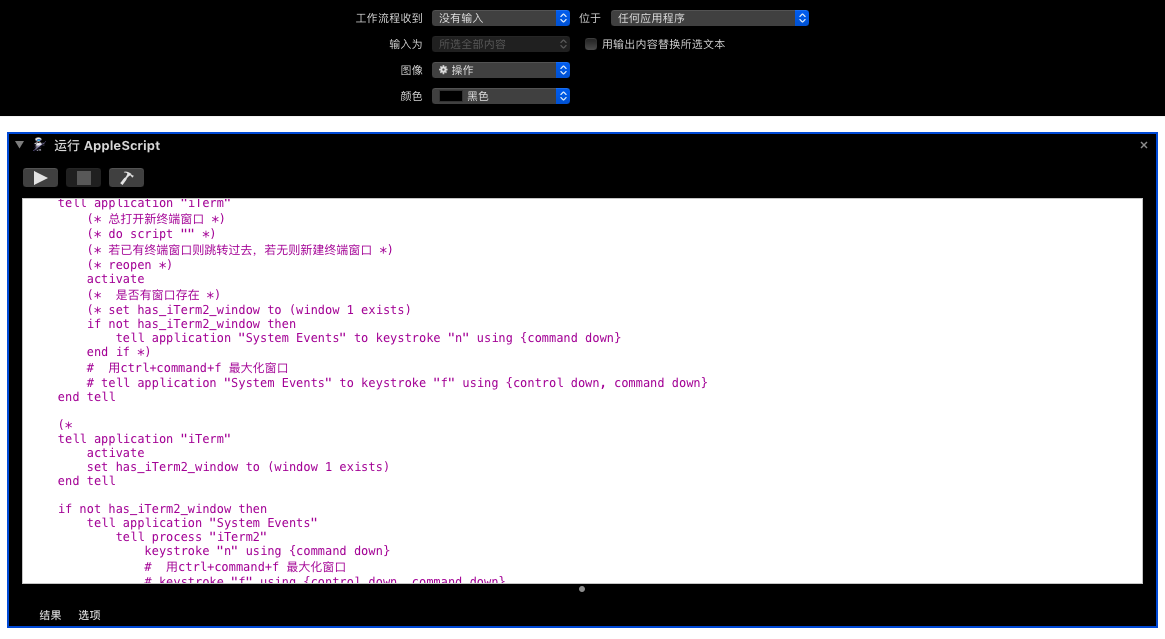 工作流程收到 没有输入 位于 任何应用程序
输入为 所选全部内容 用输出内容替换所选文本
图像 操作
颜色 黑色
运行 AppleScript
tell application "iTerm"
(* 总打开新终端窗口 *)
(* do script "" *)
(* 若已有终端窗口则跳转过去，若无则新建终端窗口 *)
(* reopen *)
activate
(*  是否有窗口存在 *)
(* set has_iTerm2_window to (window 1 exists)
if not has_iTerm2_window then
tell application "System Events" to keystroke "n" using {command down}
end if *)
#  用ctrl+command+f 最大化窗口
# tell application "System Events" to keystroke "f" using {control down, command down}
end tell
(*
tell application "iTerm"
activate
set has_iTerm2_window to (window 1 exists)
end tell
if not has_iTerm2_window then
tell application "System Events"
tell process "iTerm2"
keystroke "n" using {command down}
#  用ctrl+command+f 最大化窗口
# keystroke "f" using {control down, command down}
结果 选项